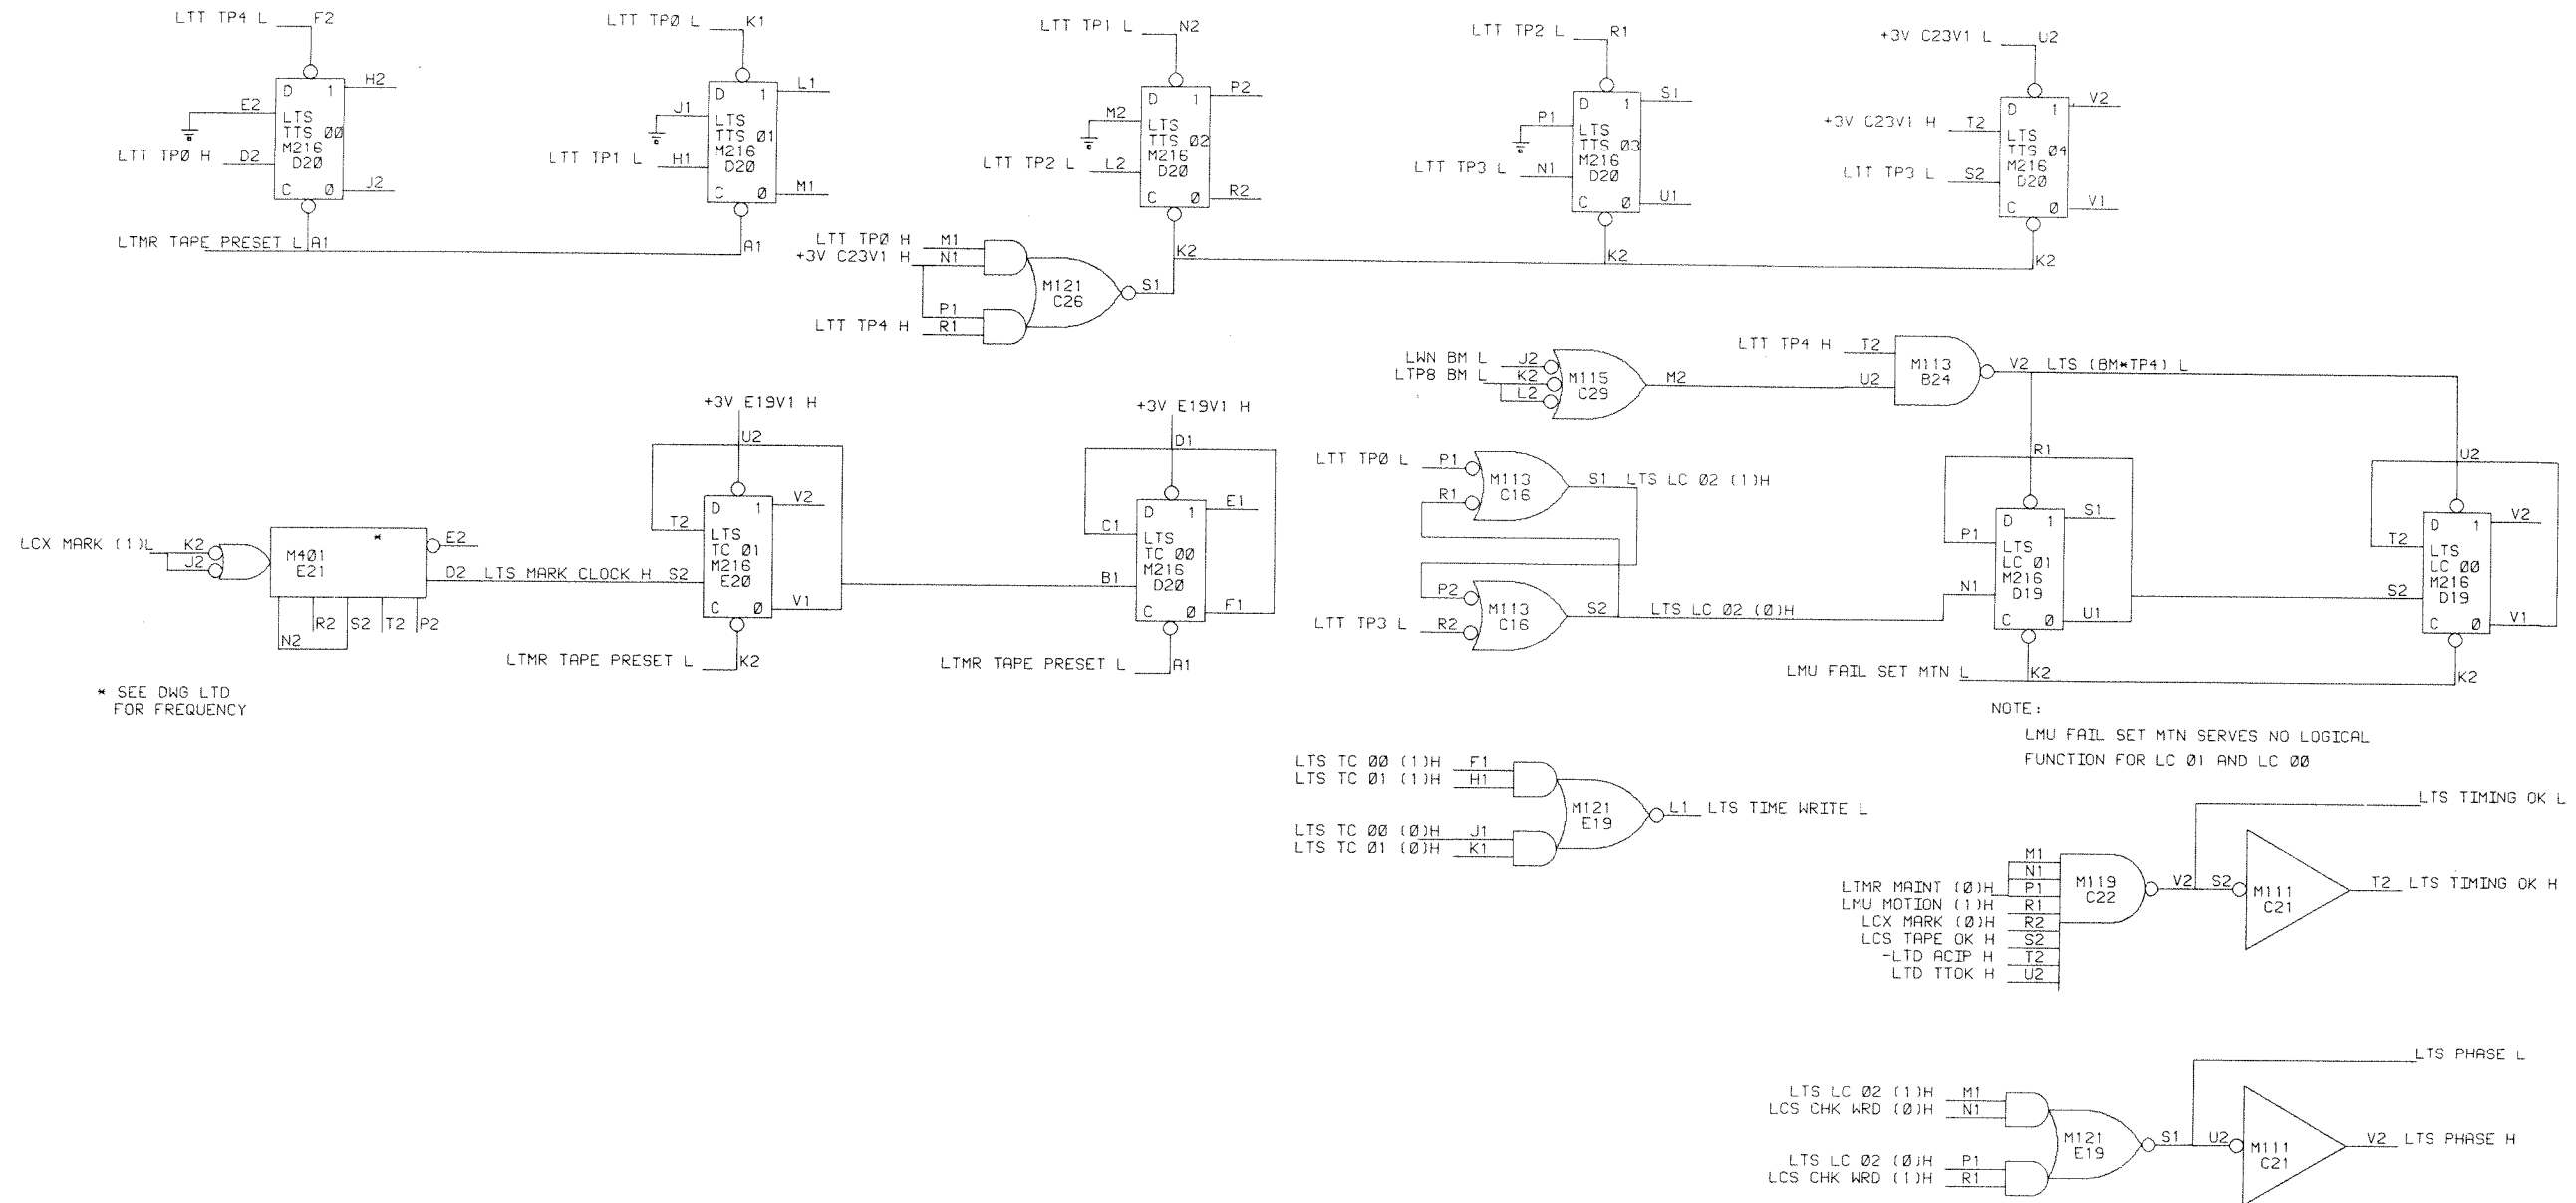 LTT TP4 L F2
LTT TPØ L K1
LTT TP1 L N2
LTT TP2 L R1
+3V C23V1 L U2
D 1 H2
E2
LTS
TTS ØØ
M216
D20
LTT TPØ H D2
C Ø J2
D 1 L1
J1
LTS
TTS Ø1
M216
D20
LTT TP1 L H1
C Ø M1
D 1 P2
M2
LTS
TTS Ø2
M216
D20
LTT TP2 L L2
C Ø R2
D 1 S1
P1
LTS
TTS Ø3
M216
D20
LTT TP3 L N1
C Ø U1
D 1 V2
+3V C23V1 H T2
LTS
TTS Ø4
M216
D20
LTT TP3 L S2
C Ø V1
LTMR TAPE PRESET L A1
A1
LTT TPØ H M1
+3V C23V1 H N1
M121
C26
S1
P1
LTT TP4 H R1
K2
K2
K2
LWN BM L J2
LTP8 BM L K2
L2
M115
C29
M2
LTT TP4 H T2
U2
M113
B24
V2 LTS (BM*TP4) L
+3V E19V1 H
U2
LCX MARK (1)L K2
J2
*
M401
E21
E2
D2 LTS MARK CLOCK H S2
N2
R2
S2
T2
P2
* SEE DWG LTD
FOR FREQUENCY
T2
D 1 V2
LTS
TC Ø1
M216
E20
C Ø V1
LTMR TAPE PRESET L K2
+3V E19V1 H
D1
C1
D 1 E1
LTS
TC ØØ
M216
D20
B1
C Ø F1
LTMR TAPE PRESET L A1
LTT TPØ L P1
R1
M113
C16
S1 LTS LC Ø2 (1)H
P2
M113
C16
S2 LTS LC Ø2 (Ø)H
LTT TP3 L R2
R1
P1
D 1 S1
LTS
LC Ø1
M216
D19
N1
C Ø U1
U2
T2
D 1 V2
LTS
LC ØØ
M216
D19
S2
C Ø V1
LMU FAIL SET MTN L K2
K2
NOTE:
LMU FAIL SET MTN SERVES NO LOGICAL
FUNCTION FOR LC Ø1 AND LC ØØ
LTS TC ØØ (1)H F1
LTS TC Ø1 (1)H H1
M121
E19
L1 LTS TIME WRITE L
LTS TC ØØ (Ø)H J1
LTS TC Ø1 (Ø)H K1
LTS TIMING OK L
M1
N1
LTMR MAINT (Ø)H P1
LMU MOTION (1)H R1
LCX MARK (Ø)H R2
LCS TAPE OK H S2
-LTD ACIP H T2
LTD TTOK H U2
M119
C22
V2 S2
M111
C21
T2 LTS TIMING OK H
LTS PHASE L
LTS LC Ø2 (1)H M1
LCS CHK WRD (Ø)H N1
M121
E19
S1 U2
M111
C21
V2 LTS PHASE H
LTS LC Ø2 (Ø)H P1
LCS CHK WRD (1)H R1